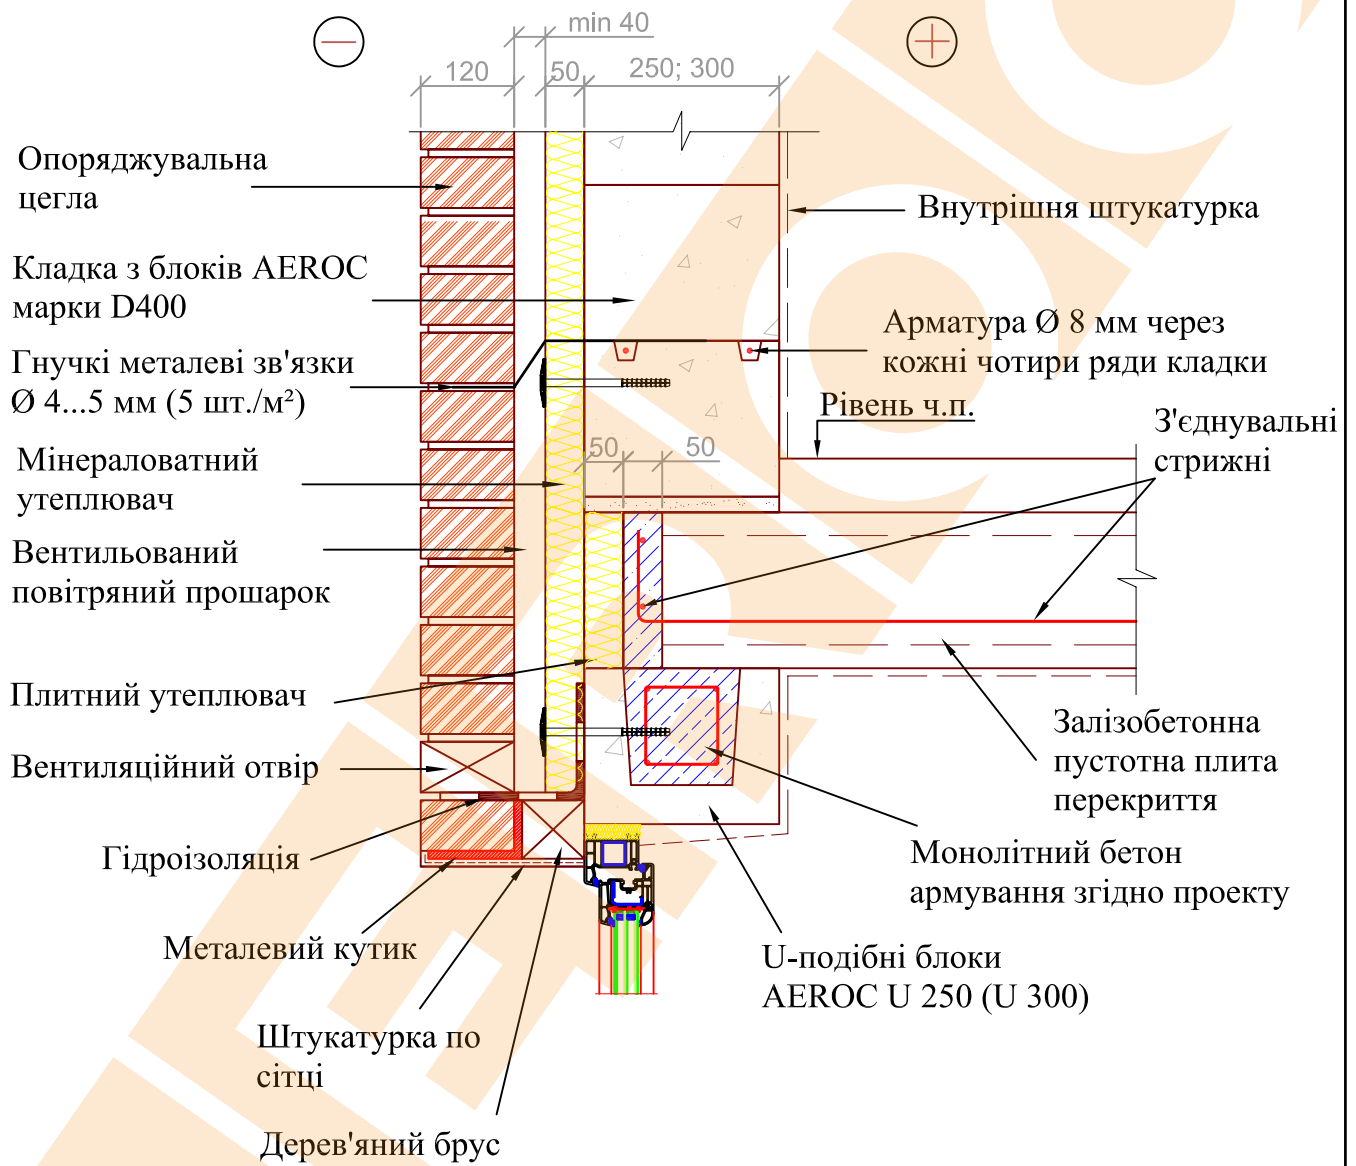 min 40
120
50
250; 300
Опоряджувальна
цегла
Внутрішня штукатурка
Кладка з блоків AEROC
марки D400
Арматура Ø 8 мм через
кожні чотири ряди кладки
Гнучкі металеві зв'язки
Ø 4...5 мм (5 шт./м²)
Рівень ч.п.
З'єднувальні
стрижні
50
50
Мінераловатний
утеплювач
Вентильований
повітряний прошарок
Плитний утеплювач
Залізобетонна
пустотна плита
перекриття
Вентиляційний отвір
Гідроізоляція
Монолітний бетон
армування згідно проекту
Металевий кутик
U-подібні блоки
AEROC U 250 (U 300)
Штукатурка по
сітці
Дерев'яний брус
AEROC